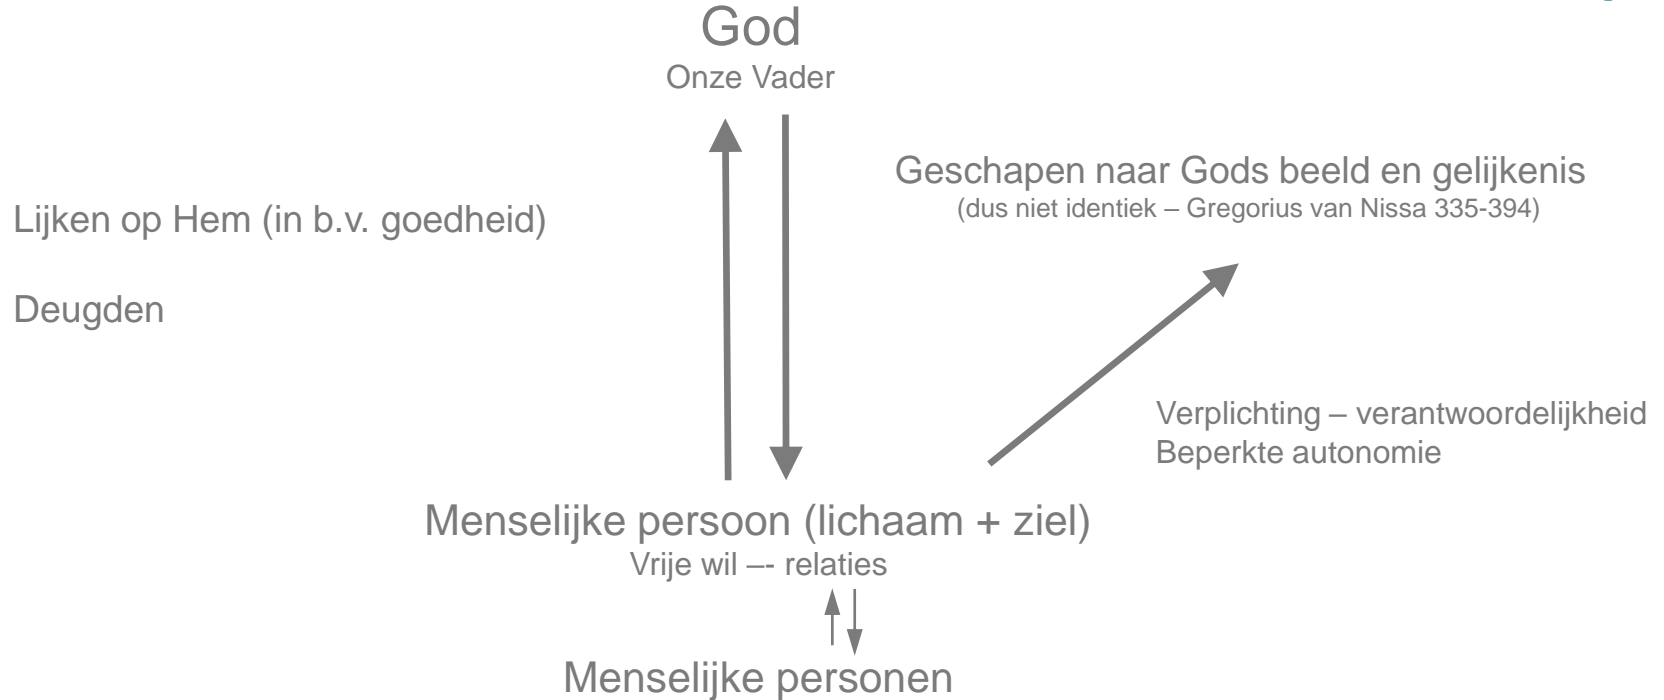 God
Onze Vader
Geschapen naar Gods beeld en gelijkenis
(dus niet identiek – Gregorius van Nissa 335-394)
Lijken op Hem (in b.v. goedheid)
Deugden
Verplichting – verantwoordelijkheid
Beperkte autonomie
Menselijke persoon (lichaam + ziel)
Vrije wil –- relaties
Menselijke personen